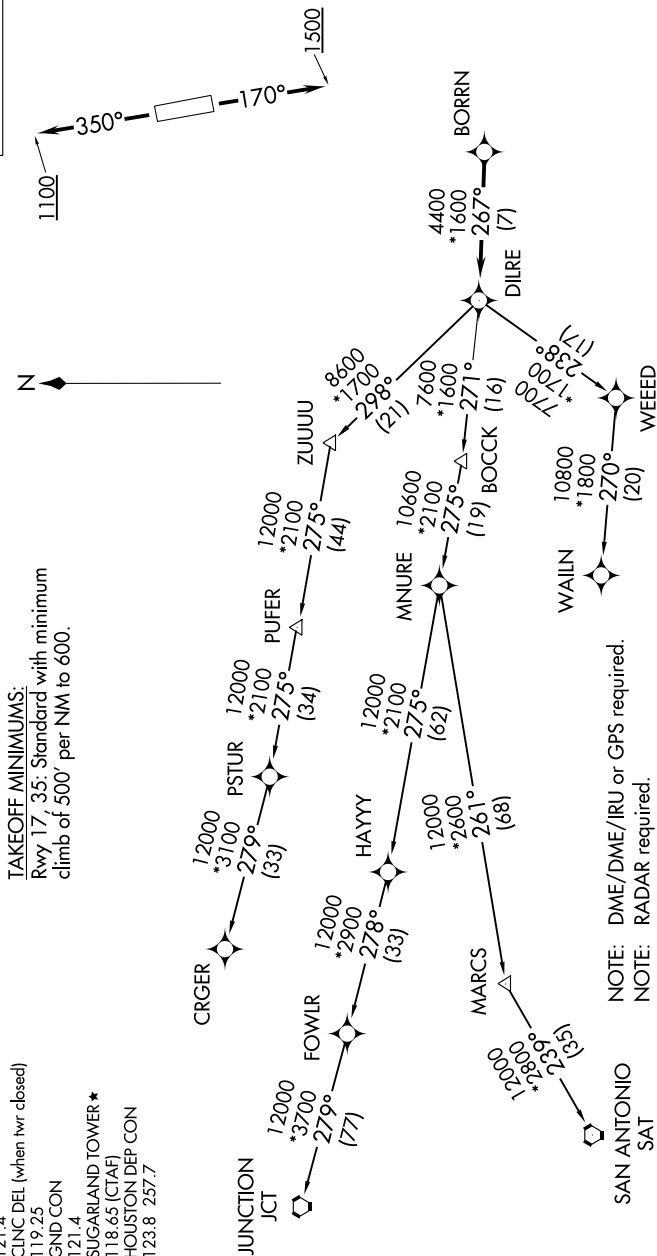 121.4
CLNC DEL (when twr closed)
119.25
GND CON
121.4
SUGARLAND TOWER★
118.65 (CTAF)
HOUSTON DEP CON
123.8 257.7
TAKEOFF MINIMUMS:
Rwy 17, 35: Standard with minimum
climb of 500' per NM to 600.
N
1100
350°
170°
1500
BORRN
4400
*1600
267°
(7)
DILRE
8600
*1700
298°
(21)
ZUUUU
12000
*2100
275°
(44)
PUFER
12000
*2100
275°
(34)
PSTUR
12000
*3100
279°
(33)
CRGER
7600
*1600
271°
(16)
BOCCK
10600
*2100
275°
(19)
MNURE
12000
*2100
275°
(62)
HAYYY
12000
*2900
278°
(33)
FOWLR
12000
*3700
279°
(77)
JUNCTION
JCT
12000
*2600
261°
(68)
MARCS
12000
*2800
239°
(35)
SAN ANTONIO
SAT
7700
*1700
238°
(17)
WEEED
10800
*1800
270°
(20)
WAILN
NOTE: DME/DME/IRU or GPS required.
NOTE: RADAR required.